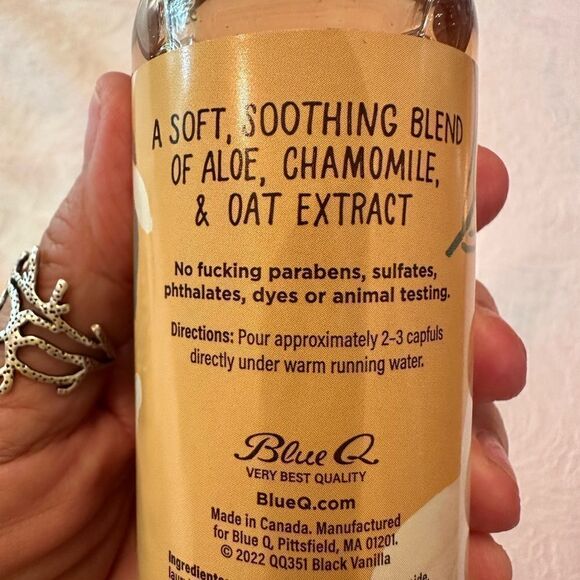 A SOFT, SOOTHING BLEND
OF ALOE, CHAMOMILE,
& OAT EXTRACT
No fucking parabens, sulfates,
phthalates, dyes or animal testing.
Directions: Pour approximately 2–3 capfuls
directly under warm running water.
Blue Q
VERY BEST QUALITY
BlueQ.com
Made in Canada. Manufactured
for Blue Q, Pittsfield, MA 01201.
© 2022 QQ351 Black Vanilla